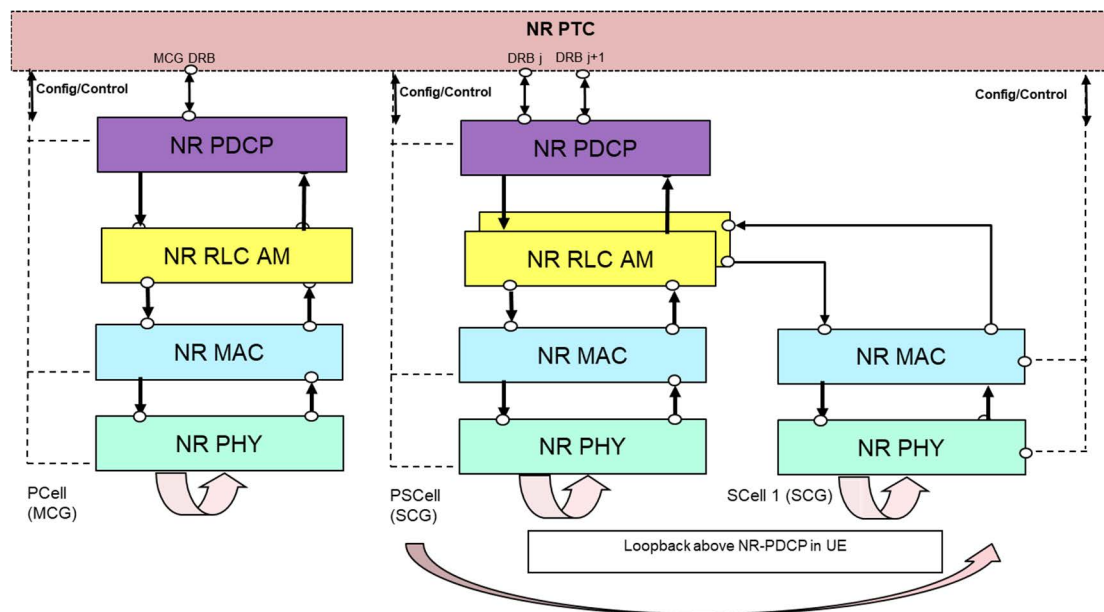 NR PTC
MCG DRB
DRB j
DRB j+1
Config/Control
Config/Control
Config/Control
NR PDCP
NR PDCP
NR RLC AM
NR RLC AM
NR MAC
NR MAC
NR MAC
NR PHY
NR PHY
NR PHY
PCell
(MCG)
PSCell
(SCG)
SCell 1 (SCG)
Loopback above NR-PDCP in UE